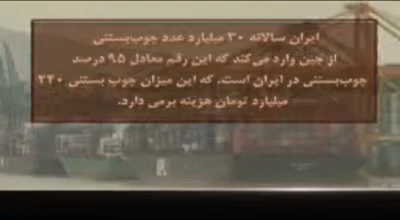 ایران سالانه ۳۰ میلیارد عدد چوب‌بستنی
از چین وارد می‌کند که این رقم معادل ۹۵ درصد
چوب‌بستنی در ایران است. که این میزان چوب بستنی ۲۴۰
میلیارد تومان هزینه برمی دارد.